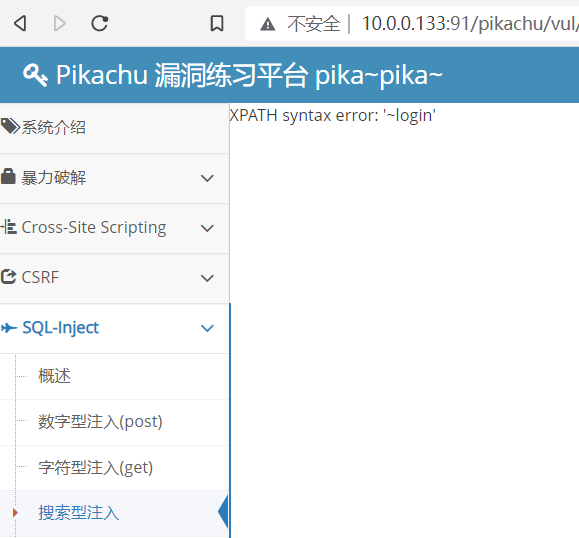 不安全 | 10.0.0.133:91/pikachu/vul/
Pikachu 漏洞练习平台 pika~pika~
系统介绍
XPATH syntax error: '~login'
暴力破解
Cross-Site Scripting
CSRF
SQL-Inject
概述
数字型注入(post)
字符型注入(get)
搜索型注入